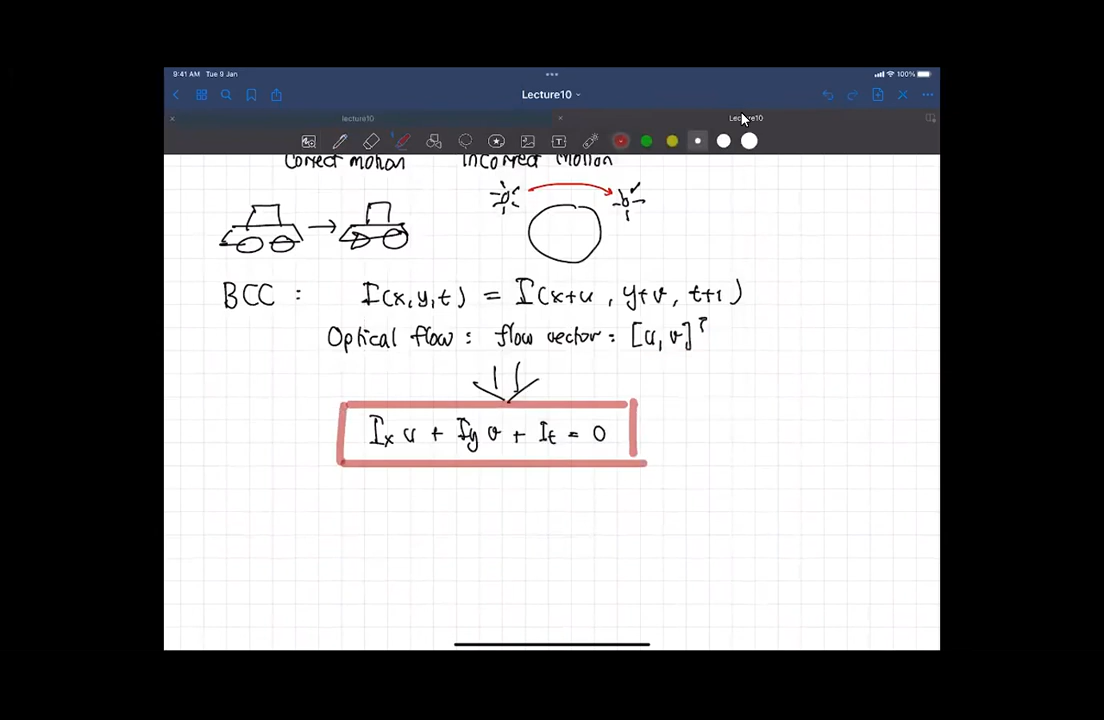 9:41 AM Tue 9 Jan
100%
Lecture10
lecture10
Lecture10
Correct motion Incorrect motion
BCC : I(x,y,t) = I(x+u, y+v, t+1)
Optical flow : flow vector : [u, v]ᵀ
Iₓ u + Iy v + It = 0